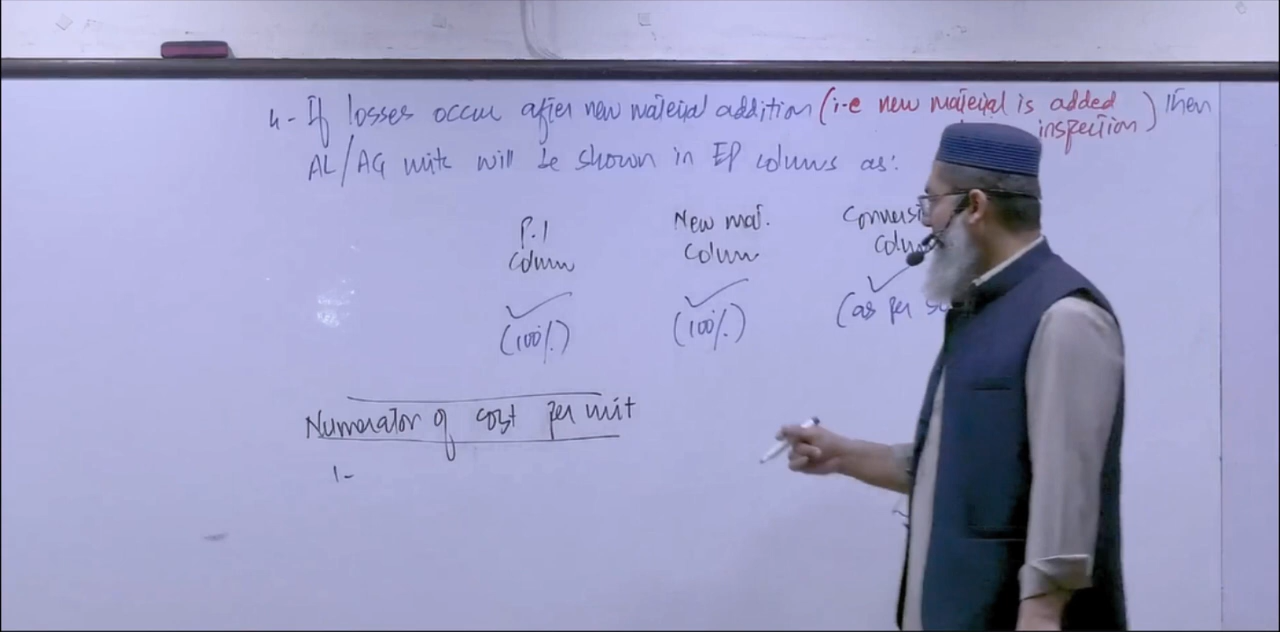 4- If losses occur after new material addition (i-e new material is added inspection) then
AL/AG unit will be shown in EP columns as:
P.I New mat.
Column Column
(100%) (100%) (as per
Numerator of cost per unit
1-